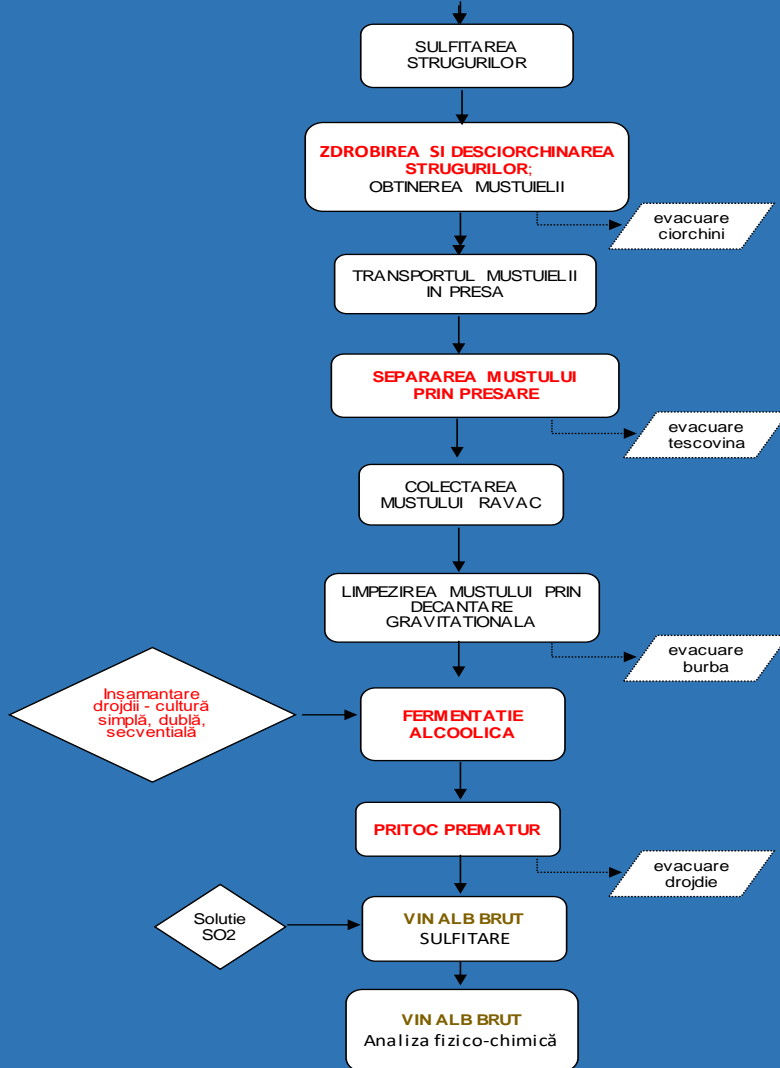 SULFITAREA
STRUGURILOR
ZDROBIREA SI DESCIORCHINAREA
STRUGURILOR;
OBTINEREA MUSTUIELII
evacuare
ciorchini
TRANSPORTUL MUSTUIELII
IN PRESA
SEPARAREA MUSTULUI
PRIN PRESARE
evacuare
tescovina
COLECTAREA
MUSTULUI RAVAC
LIMPEZIREA MUSTULUI PRIN
DECANTARE
GRAVITATIONALA
evacuare
burba
Insamantare
drojdii - cultură
simplă, dublă,
secventială
FERMENTATIE
ALCOOLICA
PRITOC PREMATUR
evacuare
drojdie
Solutie
SO2
VIN ALB BRUT
SULFITARE
VIN ALB BRUT
Analiza fizico-chimică